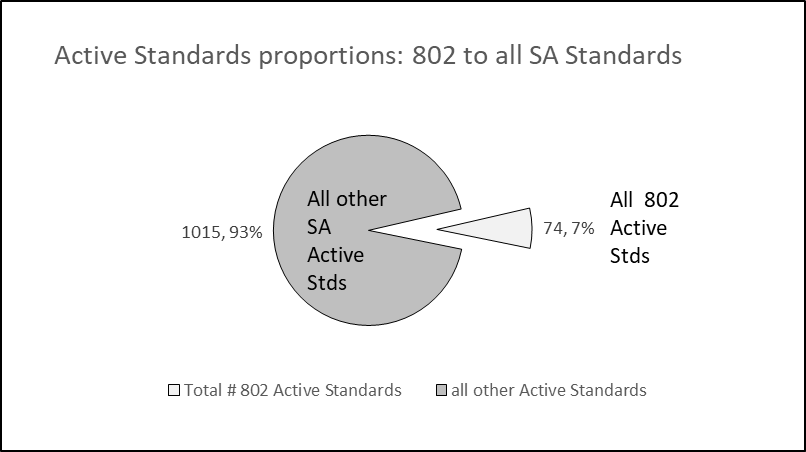 Active Standards proportions: 802 to all SA Standards
All other
SA
Active
Stds
1015, 93%
74, 7%
All  802
Active
Stds
Total # 802 Active Standards
all other Active Standards